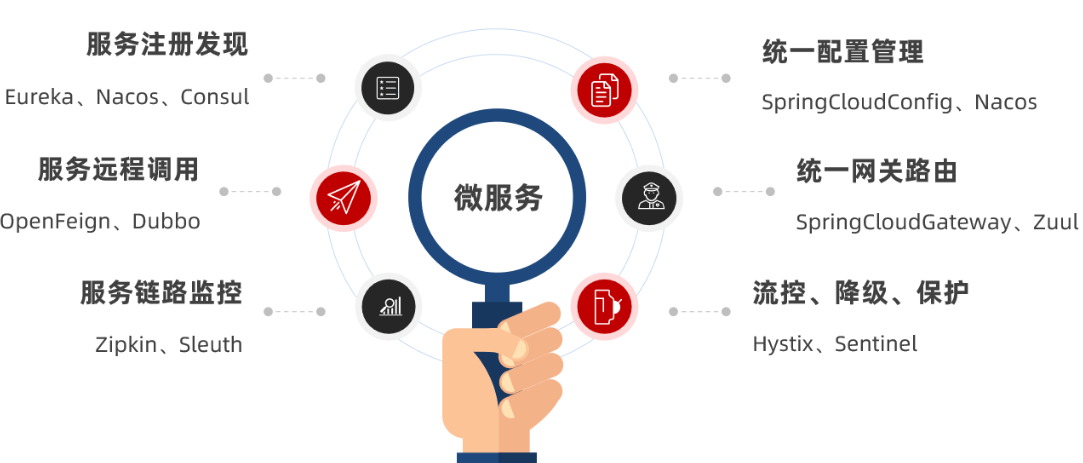 服务注册发现
Eureka、Nacos、Consul
服务远程调用
OpenFeign、Dubbo
服务链路监控
Zipkin、Sleuth
微服务
统一配置管理
SpringCloudConfig、Nacos
统一网关路由
SpringCloudGateway、Zuul
流控、降级、保护
Hystix、Sentinel